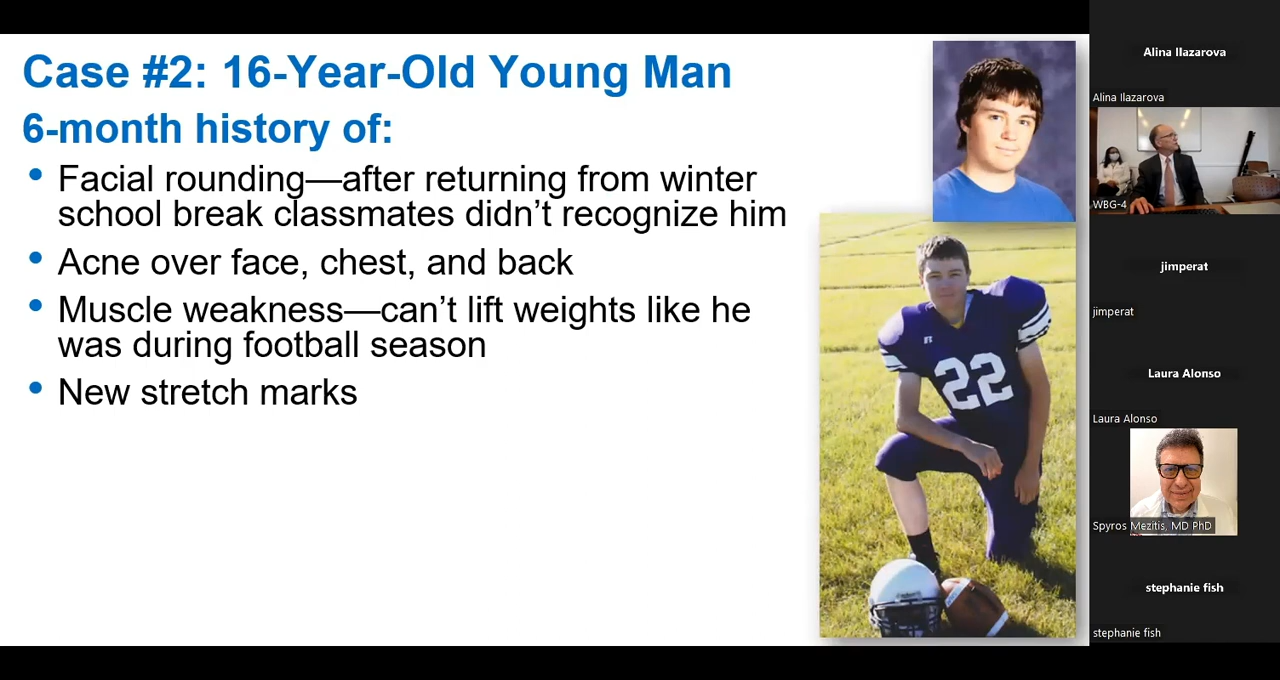 Case #2: 16-Year-Old Young Man
6-month history of:
• Facial rounding—after returning from winter
school break classmates didn’t recognize him
• Acne over face, chest, and back
• Muscle weakness—can’t lift weights like he
was during football season
• New stretch marks
R
22
Alina Ilazarova
Alina Ilazarova
WBG-4
jimperat
jimperat
Laura Alonso
Laura Alonso
Spyros Mezitis, MD PhD
stephanie fish
stephanie fish